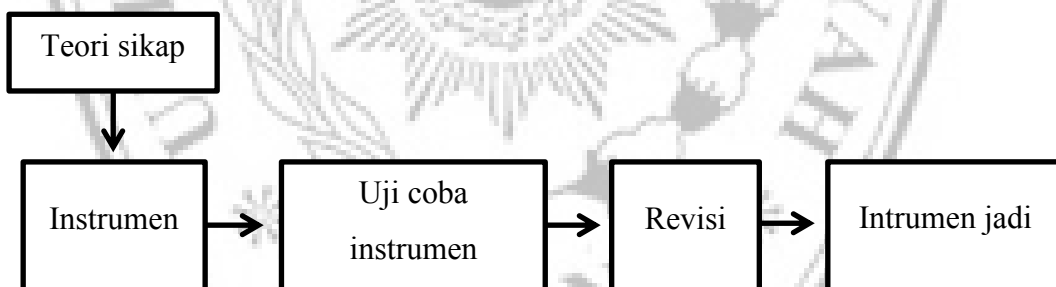 Teori sikap
Instrumen
Uji coba
instrumen
Revisi
Intrumen jadi